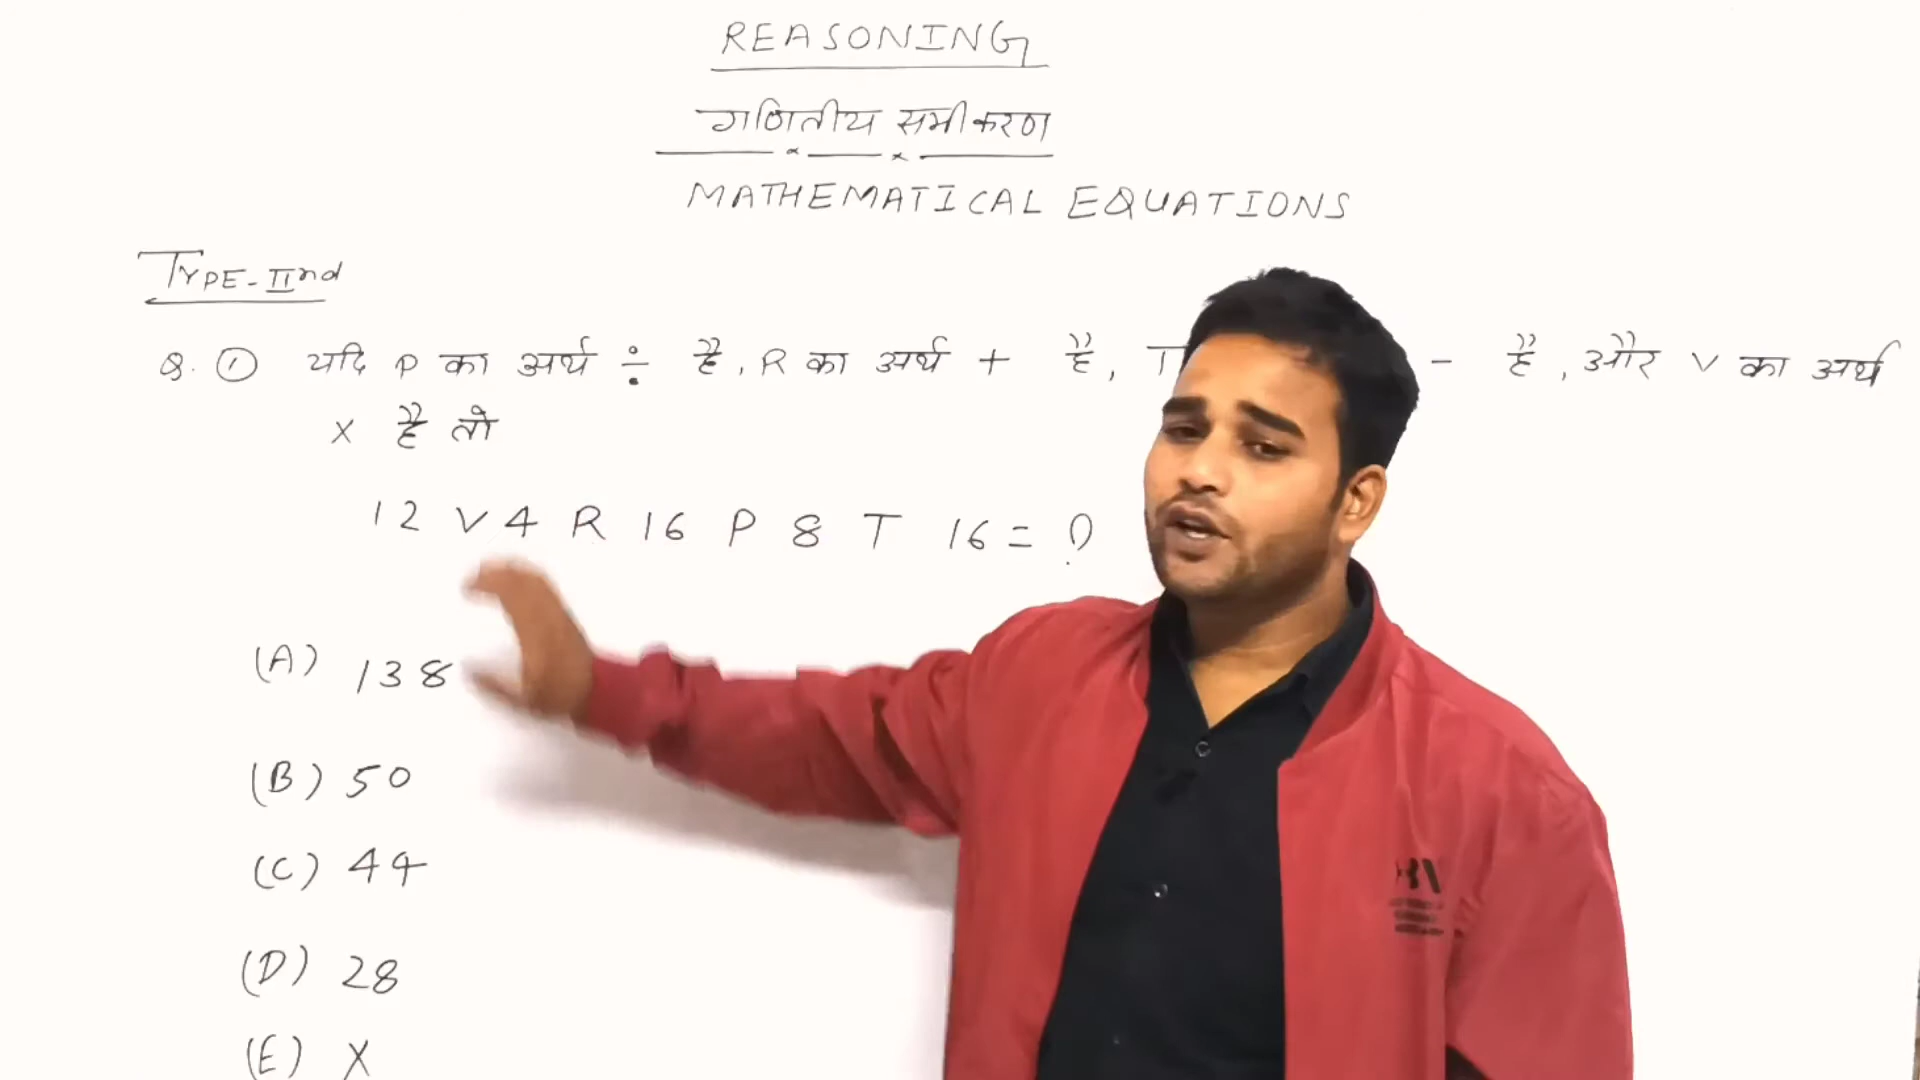 REASONING
गणितीय समीकरण
MATHEMATICAL EQUATIONS
TYPE-IInd
Q. ① यदि P का अर्थ ÷ है, R का अर्थ + है, T - है, और V का अर्थ
× है तो
12 V 4 R 16 P 8 T 16 = ?
(A) 138
(B) 50
(C) 44
(D) 28
(E) X